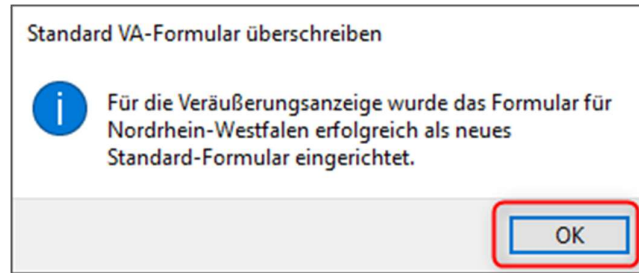 Standard VA-Formular überschreiben
Für die Veräußerungsanzeige wurde das Formular für
Nordrhein-Westfalen erfolgreich als neues
Standard-Formular eingerichtet.
OK